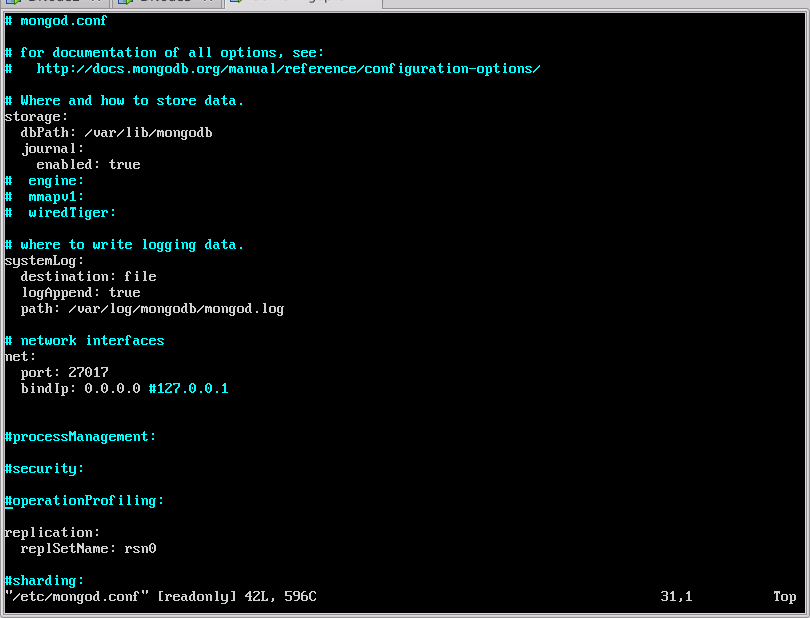 # mongod.conf
# for documentation of all options, see:
#   http://docs.mongodb.org/manual/reference/configuration-options/
# Where and how to store data.
storage:
  dbPath: /var/lib/mongodb
  journal:
    enabled: true
#  engine:
#  mmapv1:
#  wiredTiger:
# where to write logging data.
systemLog:
  destination: file
  logAppend: true
  path: /var/log/mongodb/mongod.log
# network interfaces
net:
  port: 27017
  bindIp: 0.0.0.0 #127.0.0.1
#processManagement:
#security:
#operationProfiling:
replication:
  replSetName: rsn0
#sharding:
"/etc/mongod.conf" [readonly] 42L, 596C 31,1 Top